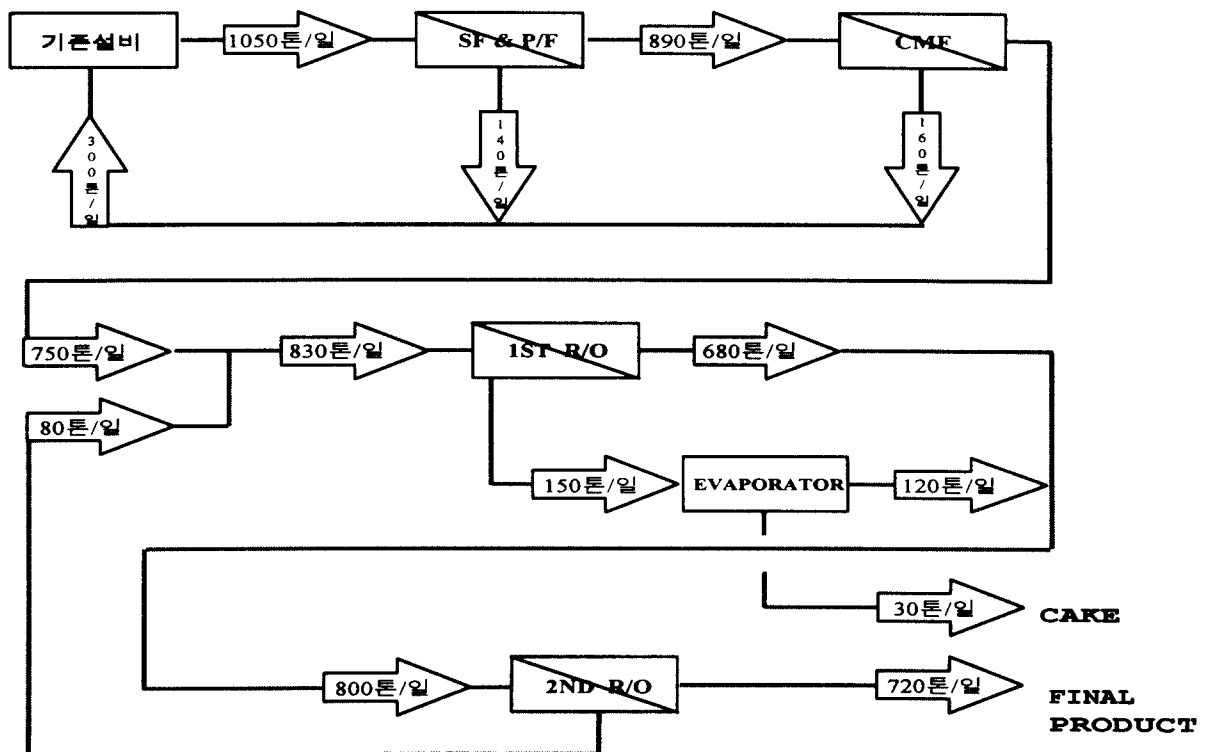 기존설비
1050톤/일
SF & P/F
890톤/일
CMF
300톤/일
140톤/일
160톤/일
750톤/일
830톤/일
1ST R/O
680톤/일
80톤/일
150톤/일
EVAPORATOR
120톤/일
30톤/일
CAKE
800톤/일
2ND R/O
720톤/일
FINAL
PRODUCT